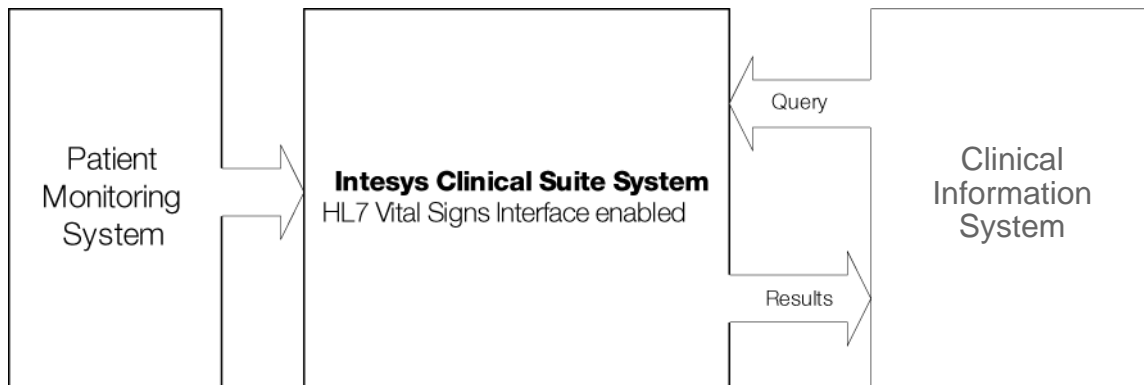 Patient
Monitoring
System
Intesys Clinical Suite System
HL7 Vital Signs Interface enabled
Query
Results
Clinical
Information
System